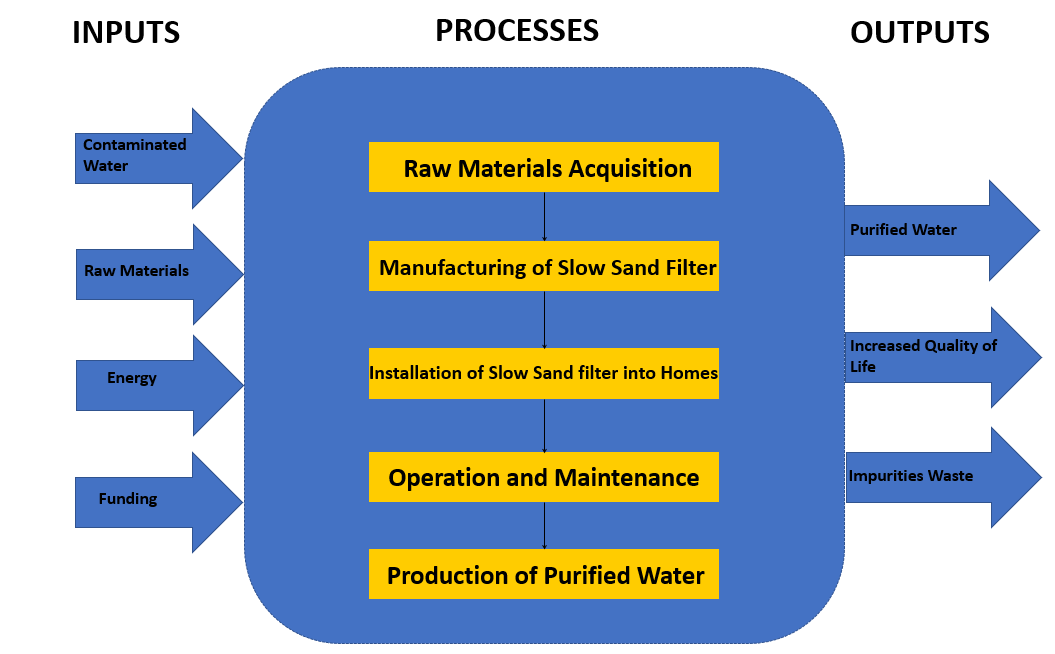 INPUTS
PROCESSES
OUTPUTS
Contaminated
Water
Raw Materials
Energy
Funding
Raw Materials Acquisition
Manufacturing of Slow Sand Filter
Installation of Slow Sand filter into Homes
Operation and Maintenance
Production of Purified Water
Purified Water
Increased Quality of
Life
Impurities Waste